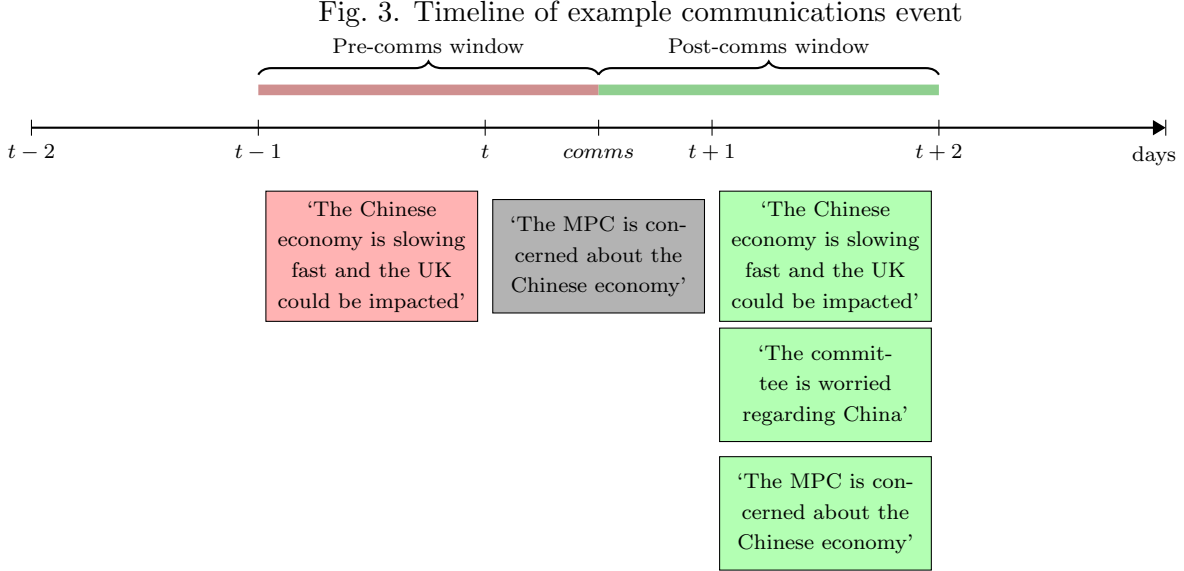 Fig. 3. Timeline of example communications event
Pre-comms window
Post-comms window
t − 2
t − 1
t
comms
t + 1
t + 2
days
‘The Chinese
economy is slowing
fast and the UK
could be impacted’
‘The MPC is con-
cerned about the
Chinese economy’
‘The Chinese
economy is slowing
fast and the UK
could be impacted’
‘The commit-
tee is worried
regarding China’
‘The MPC is con-
cerned about the
Chinese economy’